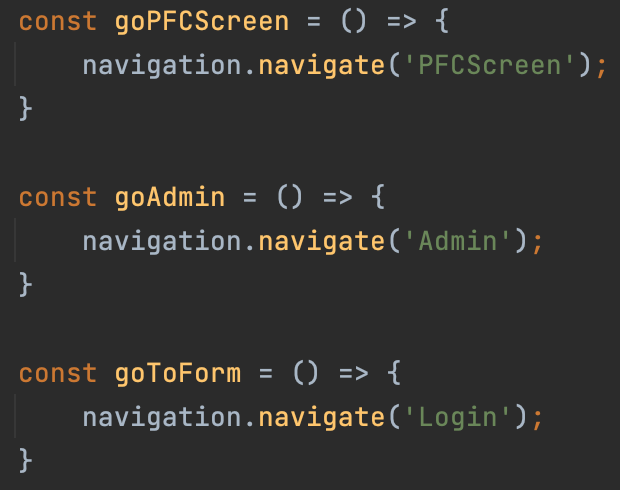 const goPFCScreen = () => {
    navigation.navigate('PFCScreen');
}

const goAdmin = () => {
    navigation.navigate('Admin');
}

const goToForm = () => {
    navigation.navigate('Login');
}